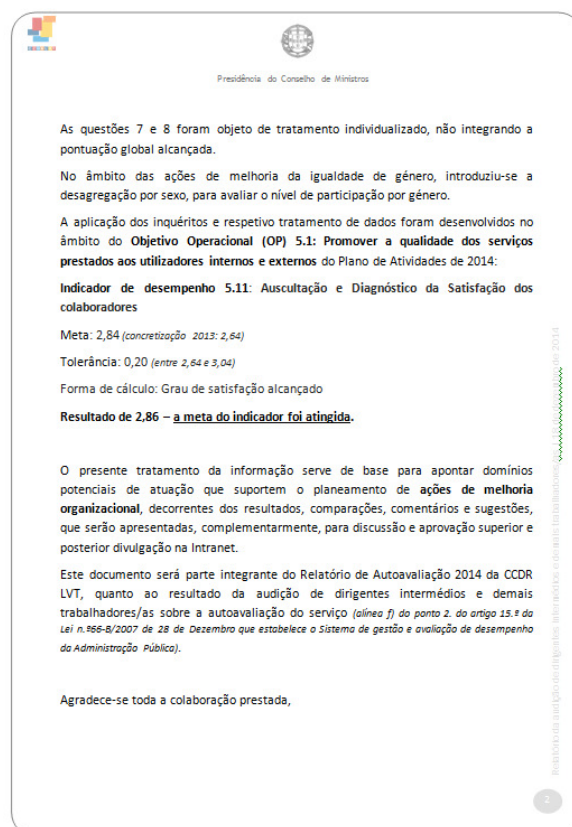 Presidência do Conselho de Ministros
As questões 7 e 8 foram objeto de tratamento individualizado, não integrando a
pontuação global alcançada.
No âmbito das ações de melhoria da igualdade de género, introduziu-se a
desagregação por sexo, para avaliar o nível de participação por género.
A aplicação dos inquéritos e respetivo tratamento de dados foram desenvolvidos no
âmbito do Objetivo Operacional (OP) 5.1: Promover a qualidade dos serviços
prestados aos utilizadores internos e externos do Plano de Atividades de 2014:
Indicador de desempenho 5.11: Auscultação e Diagnóstico da Satisfação dos
colaboradores
Meta: 2,84 (concretização 2013: 2,64)
Tolerância: 0,20 (entre 2,64 e 3,04)
Forma de cálculo: Grau de satisfação alcançado
Resultado de 2,86 – a meta do indicador foi atingida.
O presente tratamento da informação serve de base para apontar domínios
potenciais de atuação que suportem o planeamento de ações de melhoria
organizacional, decorrentes dos resultados, comparações, comentários e sugestões,
que serão apresentadas, complementarmente, para discussão e aprovação superior e
posterior divulgação na Intranet.
Este documento será parte integrante do Relatório de Autoavaliação 2014 da CCDR
LVT, quanto ao resultado da audição de dirigentes intermédios e demais
trabalhadores/as sobre a autoavaliação do serviço (alínea f) do ponto 2. do artigo 15.º da
Lei n.º66-B/2007 de 28 de Dezembro que estabelece o Sistema de gestão e avaliação de desempenho
da Administração Pública).
Agradece-se toda a colaboração prestada,
Relatório da audição de dirigentes intermédios e demais trabalhadores
2014
2